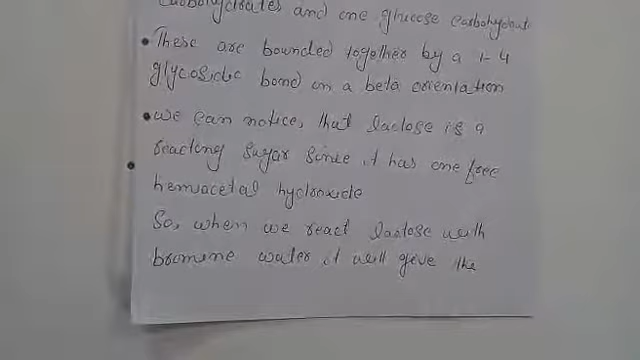 Carbohydrates and one glucose carbohydrate
• These are bounded together by a 1-4
glycosidic bond in a beta orientation
• we can notice, that lactose is a
reacting sugar since it has one free
hemiacetal hydroxide
So, when we react lactose with
bromine water it will give the